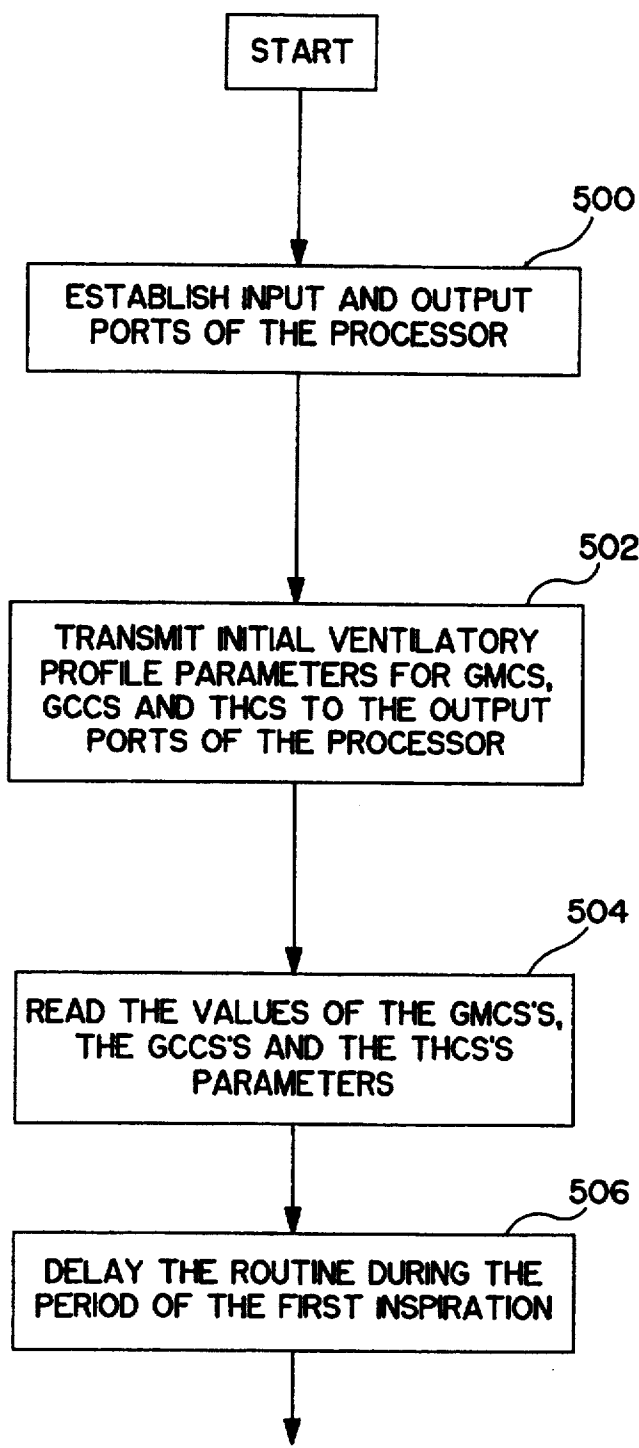 START
500
ESTABLISH INPUT AND OUTPUT
PORTS OF THE PROCESSOR
502
TRANSMIT INITIAL VENTILATORY
PROFILE PARAMETERS FOR GMCS,
GCCS AND THCS TO THE OUTPUT
PORTS OF THE PROCESSOR
504
READ THE VALUES OF THE GMCS'S,
THE GCCS'S AND THE THCS'S
PARAMETERS
506
DELAY THE ROUTINE DURING THE
PERIOD OF THE FIRST INSPIRATION